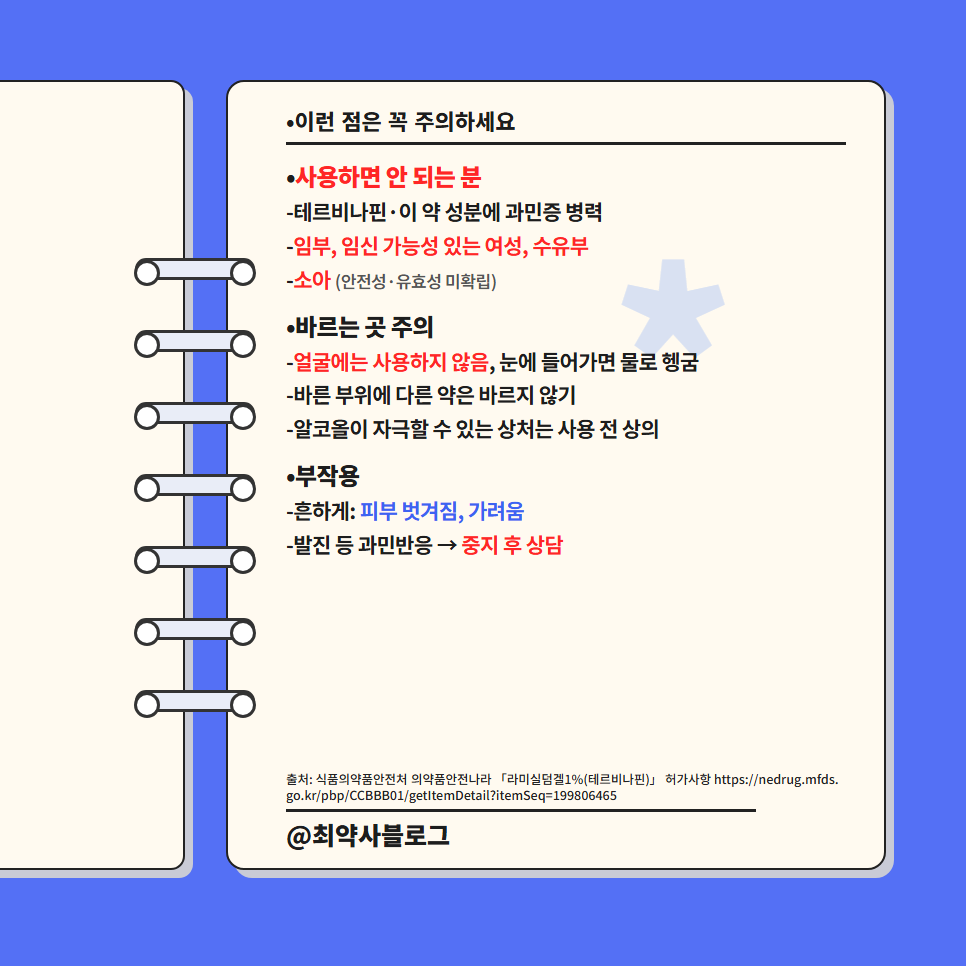 •이런 점은 꼭 주의하세요
•사용하면 안 되는 분
-테르비나핀·이 약 성분에 과민증 병력
-임부, 임신 가능성 있는 여성, 수유부
-소아 (안전성·유효성 미확립)
•바르는 곳 주의
-얼굴에는 사용하지 않음, 눈에 들어가면 물로 헹굼
-바른 부위에 다른 약은 바르지 않기
-알코올이 자극할 수 있는 상처는 사용 전 상의
•부작용
-흔하게: 피부 벗겨짐, 가려움
-발진 등 과민반응 → 중지 후 상담
출처: 식품의약품안전처 의약품안전나라 「라미실덤겔1%(테르비나핀)」 허가사항 https://nedrug.mfds.
go.kr/pbp/CCBBB01/getItemDetail?itemSeq=199806465
@최약사블로그